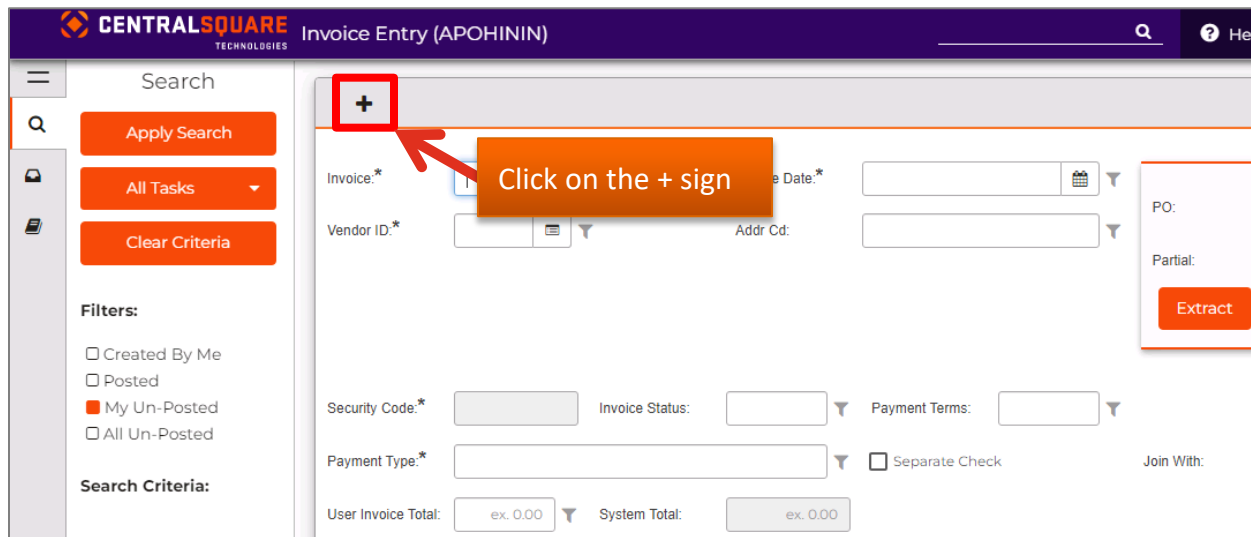 CENTRALSQUARE
TECHNOLOGIES
Invoice Entry (APOHININ)
? He
Search
Apply Search
All Tasks
Clear Criteria
Filters:
Created By Me
Posted
My Un-Posted
All Un-Posted
Search Criteria:
+
Click on the + sign
Invoice:*
e Date:*
Vendor ID:*
Addr Cd:
PO:
Partial:
Extract
Security Code:*
Invoice Status:
Payment Terms:
Payment Type:*
Separate Check
Join With:
User Invoice Total:
ex. 0.00
System Total:
ex. 0.00